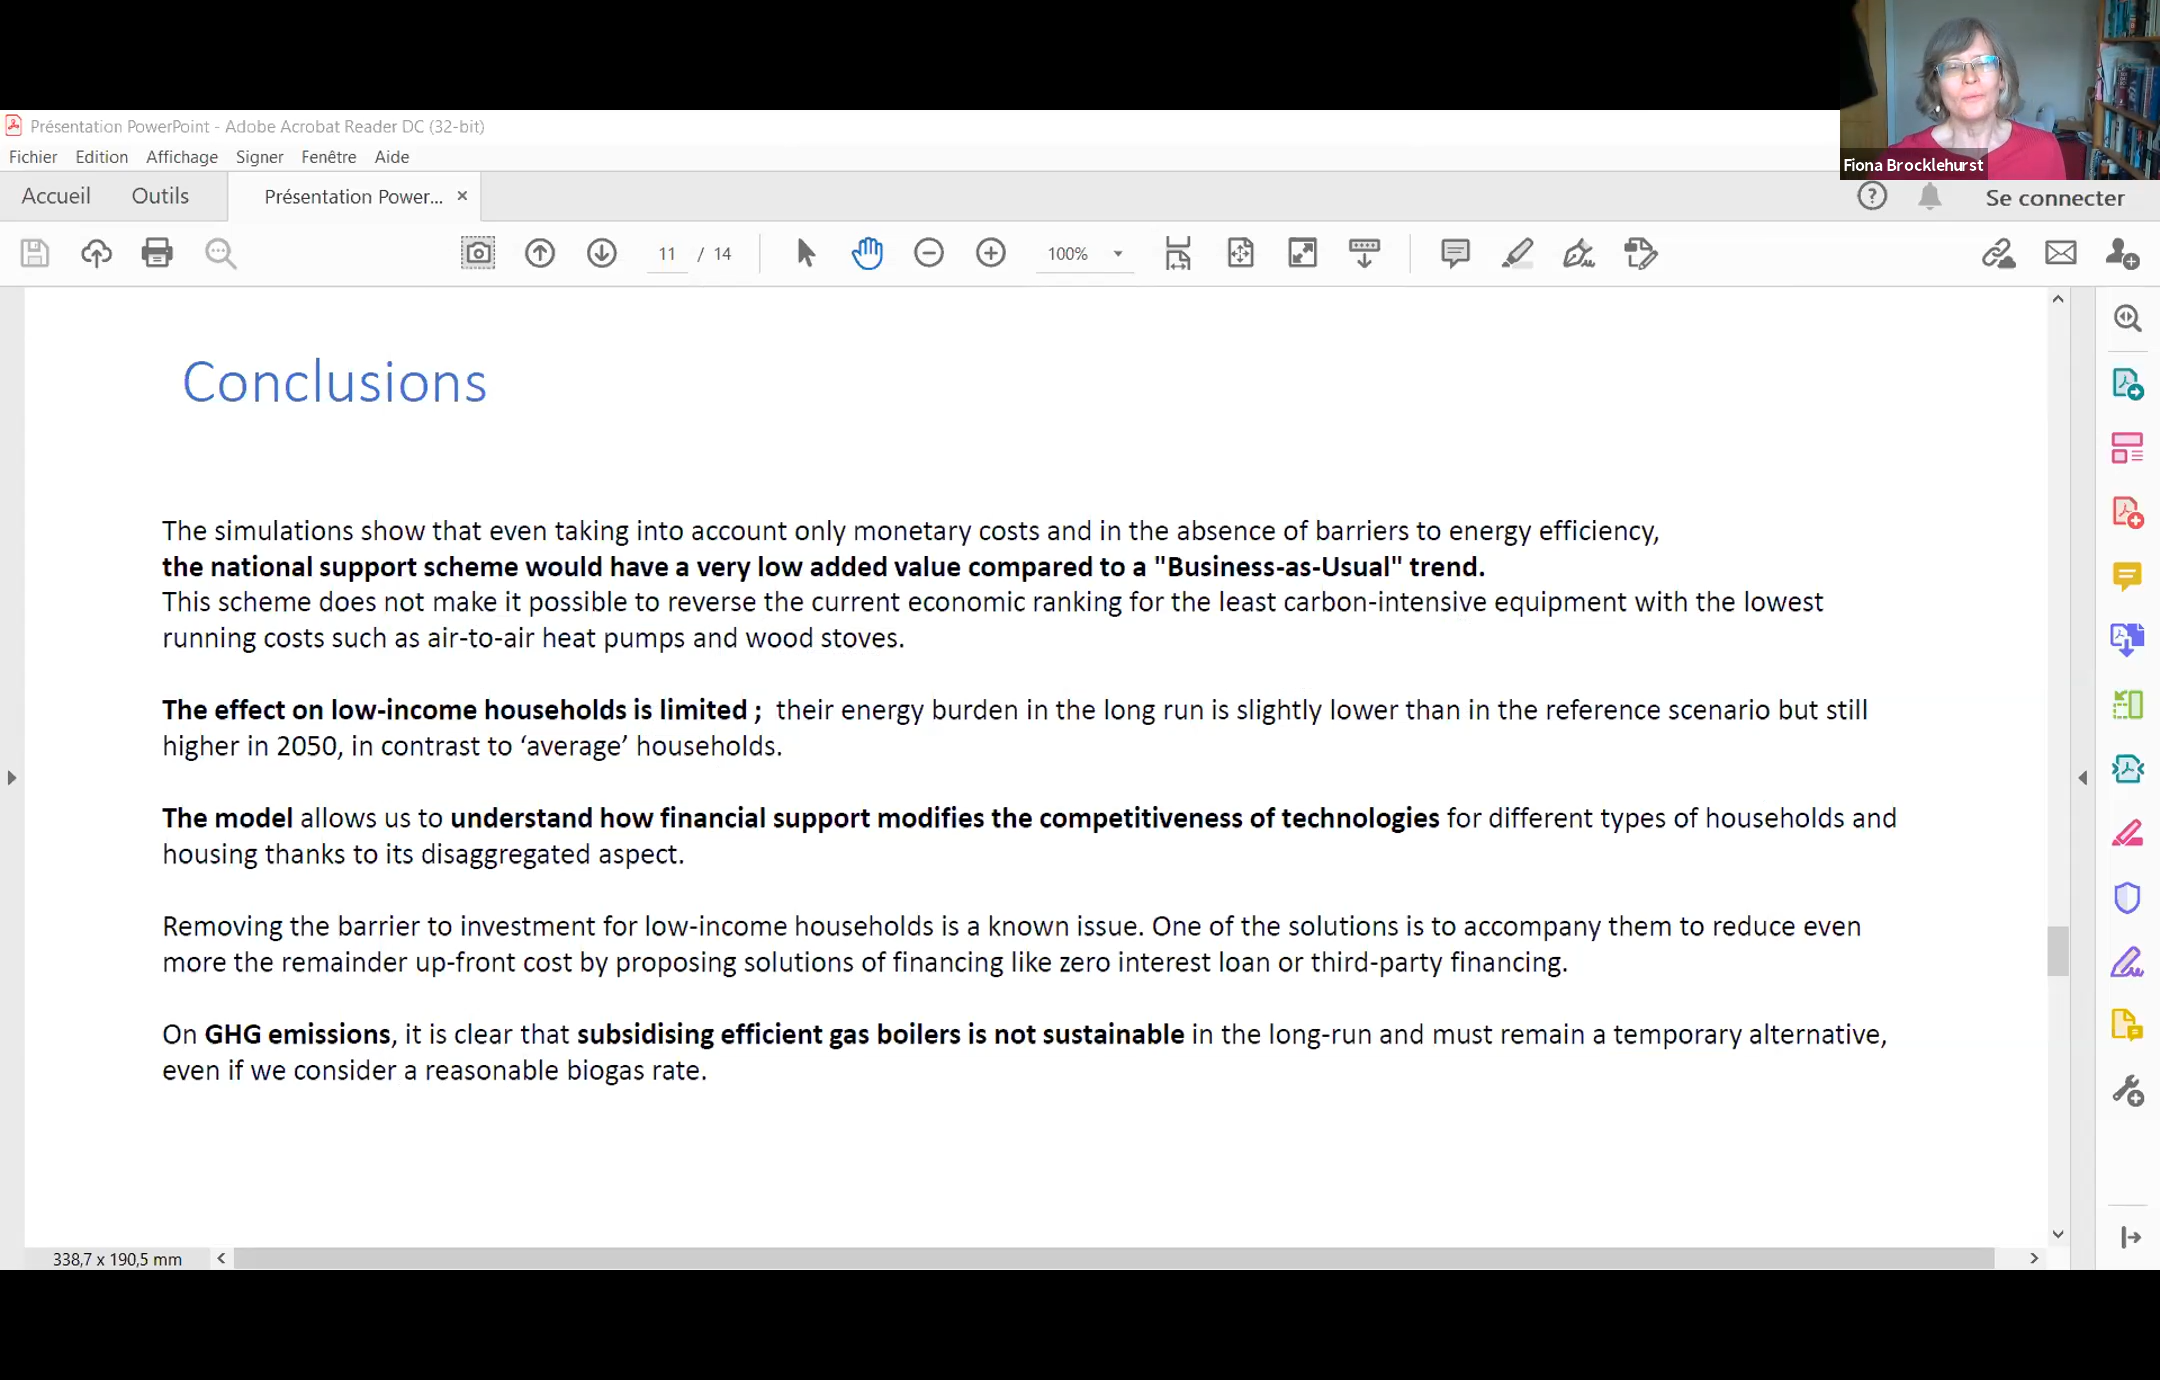 Fiona Brocklehurst
Présentation PowerPoint - Adobe Acrobat Reader DC (32-bit)
Fichier Edition Affichage Signer Fenêtre Aide
Accueil Outils Présentation Power... × Se connecter
11 / 14 100%
Conclusions
The simulations show that even taking into account only monetary costs and in the absence of barriers to energy efficiency,
the national support scheme would have a very low added value compared to a "Business-as-Usual" trend.
This scheme does not make it possible to reverse the current economic ranking for the least carbon-intensive equipment with the lowest
running costs such as air-to-air heat pumps and wood stoves.
The effect on low-income households is limited ; their energy burden in the long run is slightly lower than in the reference scenario but still
higher in 2050, in contrast to ‘average’ households.
The model allows us to understand how financial support modifies the competitiveness of technologies for different types of households and
housing thanks to its disaggregated aspect.
Removing the barrier to investment for low-income households is a known issue. One of the solutions is to accompany them to reduce even
more the remainder up-front cost by proposing solutions of financing like zero interest loan or third-party financing.
On GHG emissions, it is clear that subsidising efficient gas boilers is not sustainable in the long-run and must remain a temporary alternative,
even if we consider a reasonable biogas rate.
338,7 x 190,5 mm